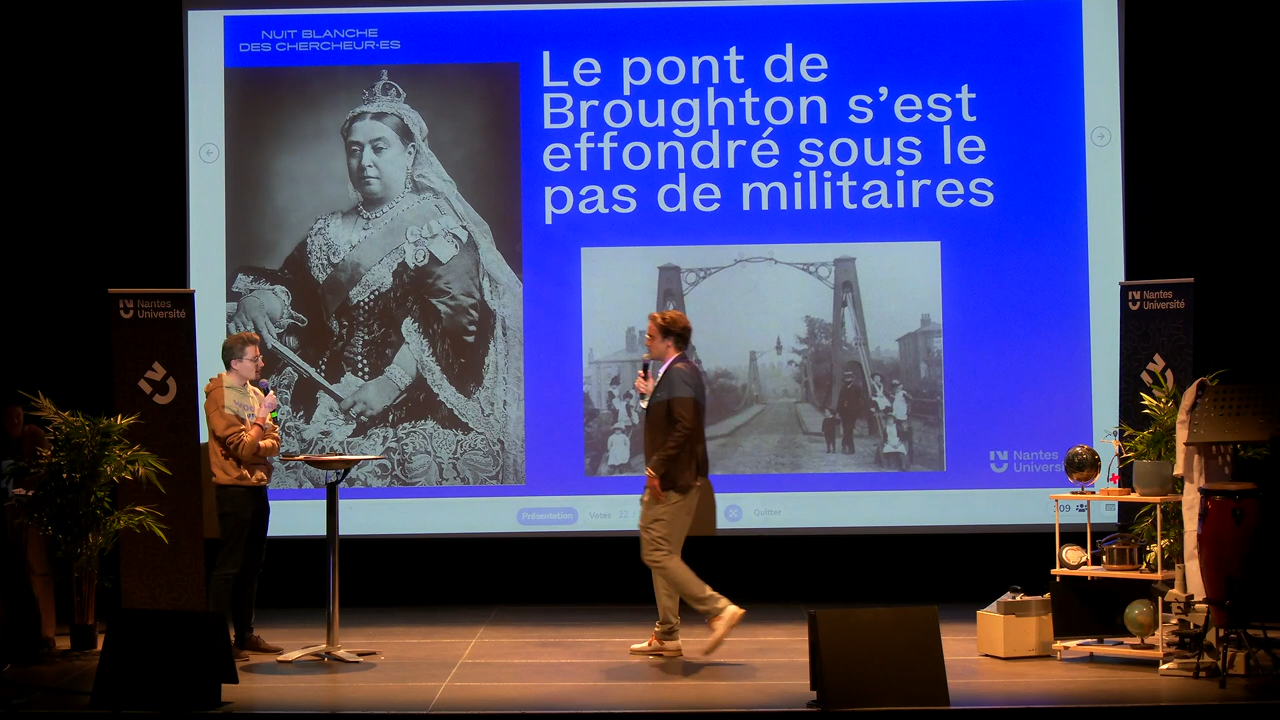 NUIT BLANCHE
DES CHERCHEUR·ES
Le pont de
Broughton s’est
effondré sous le
pas de militaires
Nantes
Université
Nantes
Université
Nantes
Présentation
Votes
22
Quitter